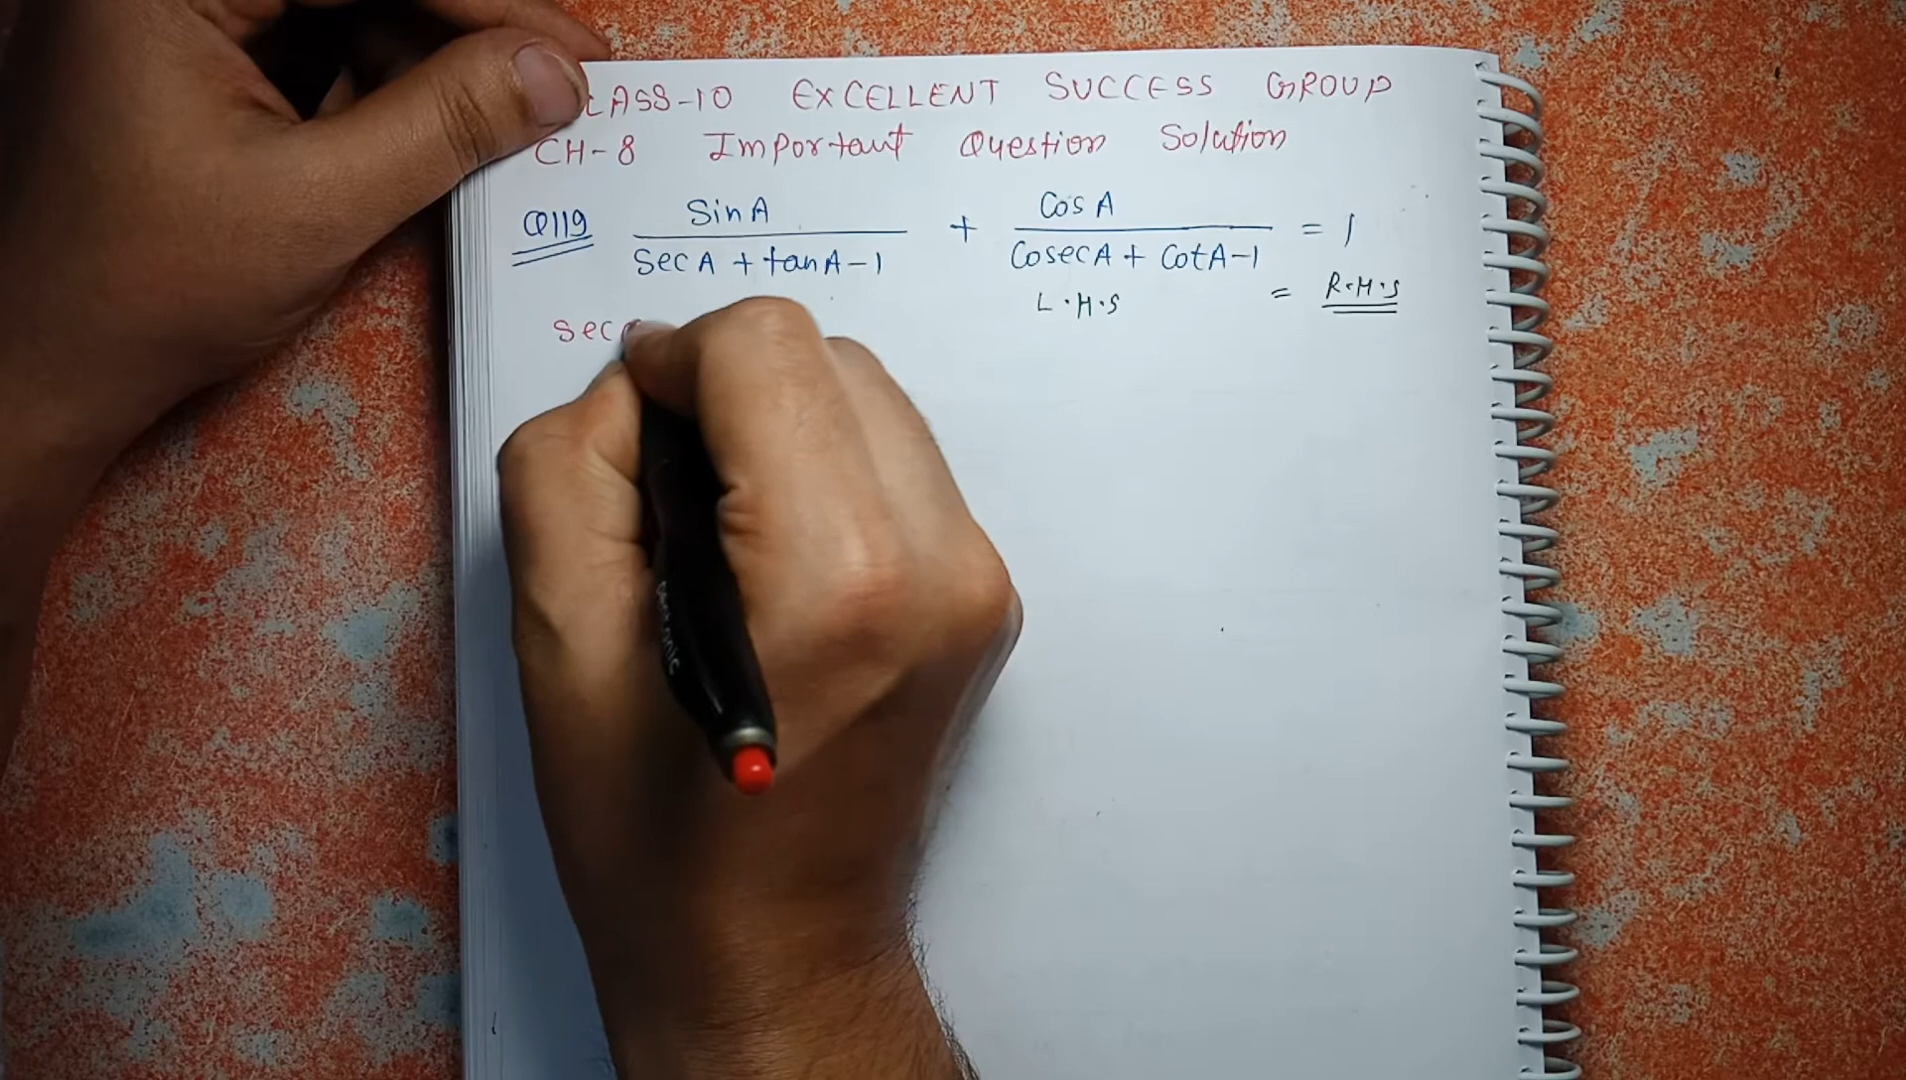 CLASS-10 EXCELLENT SUCCESS GROUP
CH-8 Important Question Solution
Q119 SinA / SecA + tanA-1 + CosA / CosecA + CotA-1 = 1
L.H.S = R.H.S
sec